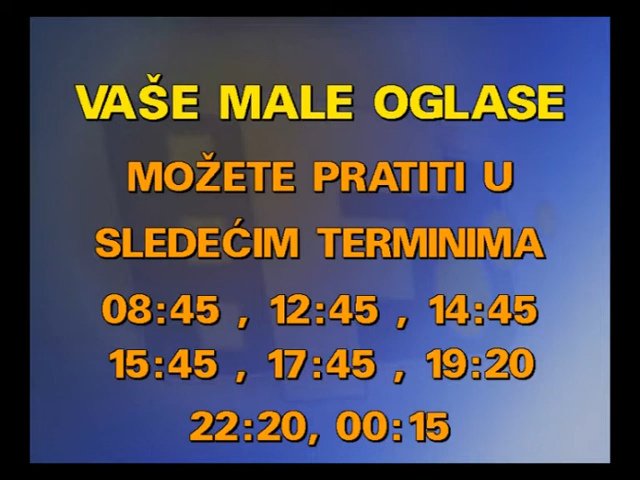 VAŠE MALE OGLASE
MOŽETE PRATITI U
SLEDEĆIM TERMINIMA
08:45 , 12:45 , 14:45
15:45 , 17:45 , 19:20
22:20, 00:15